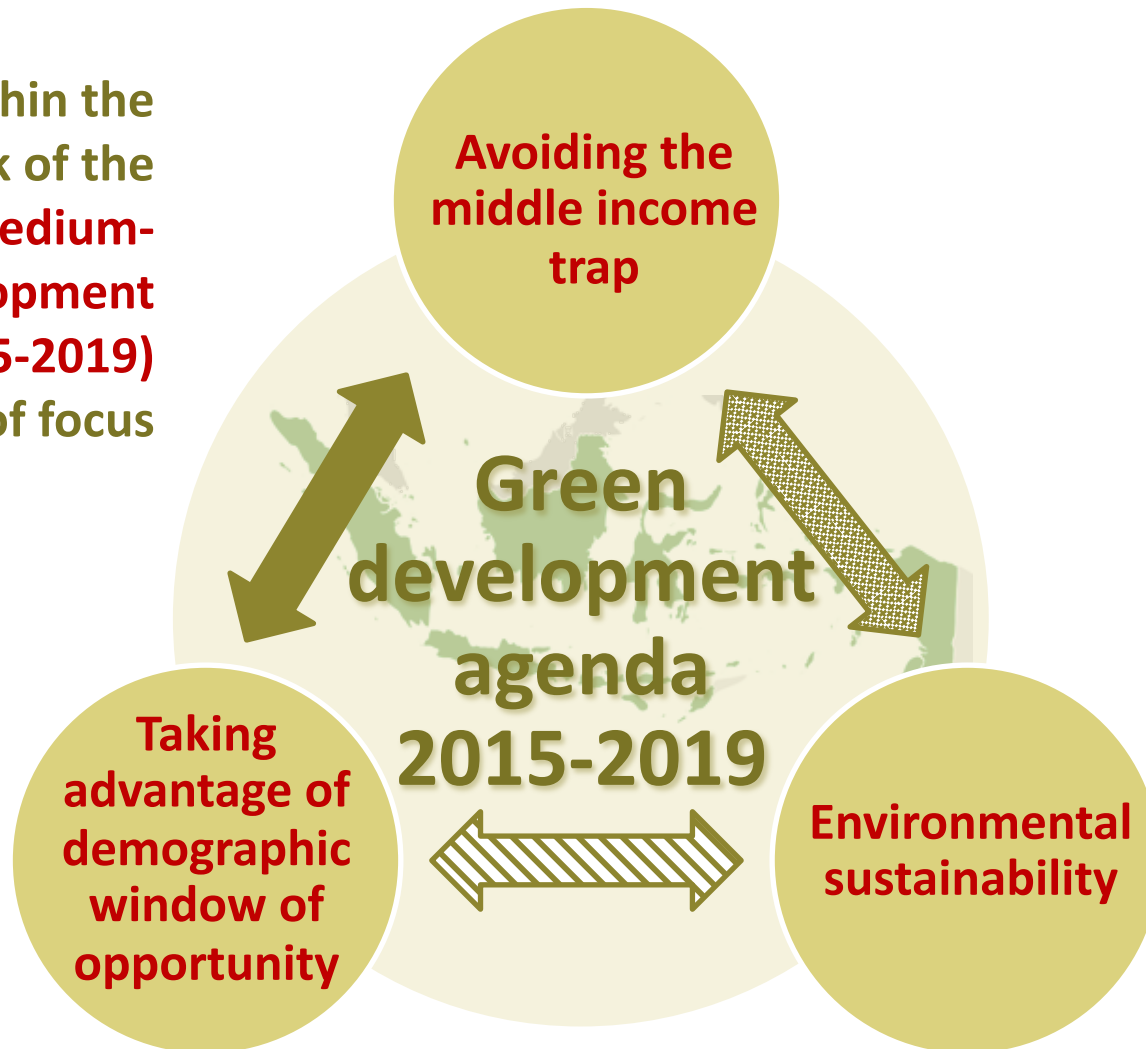 hin the
k of the
edium-
opment
5-2019)
of focus
Avoiding the
middle income
trap
Green
development
agenda
2015-2019
Taking
advantage of
demographic
window of
opportunity
Environmental
sustainability